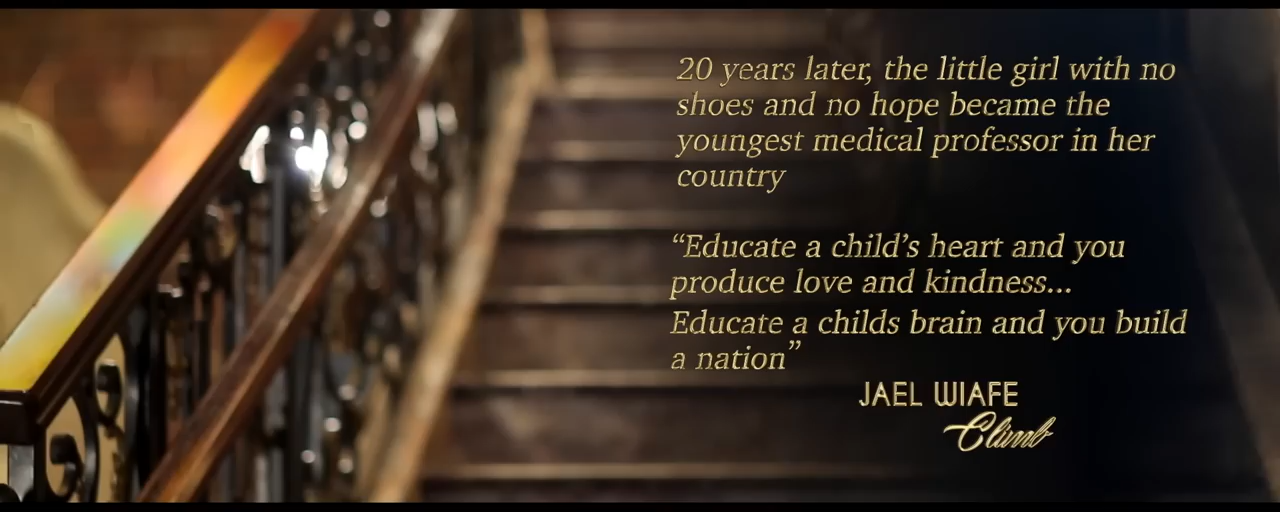 20 years later, the little girl with no
shoes and no hope became the
youngest medical professor in her
country
“Educate a child’s heart and you
produce love and kindness...
Educate a childs brain and you build
a nation”
JAEL WIAFE
Climb